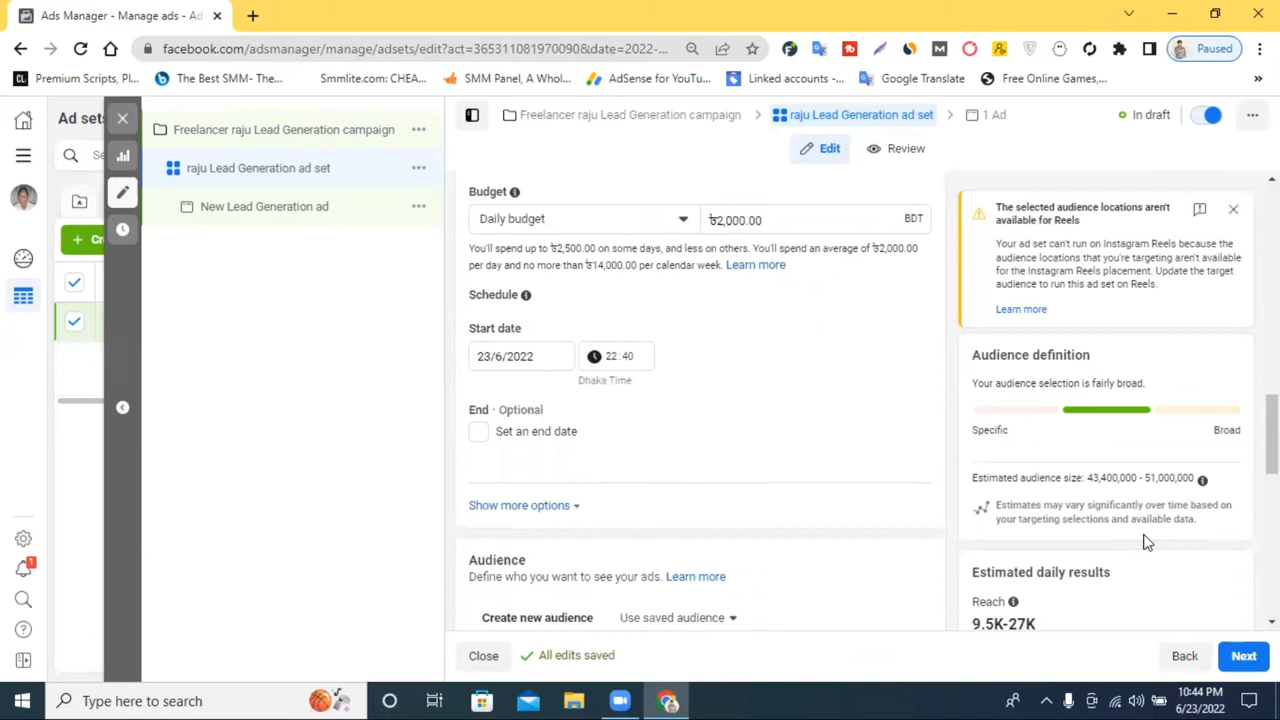 Ads Manager - Manage ads - Ad
facebook.com/adsmanager/manage/adsets/edit?act=3653110819700908&date=2022-...
Paused
Premium Scripts, Pl...
The Best SMM- The...
Smmlite.com: CHEA...
SMM Panel, A Whol...
AdSense for YouTu...
Linked accounts -...
Google Translate
Free Online Games,...
»
Ad sets
Se
Cr
Freelancer raju Lead Generation campaign
raju Lead Generation ad set
New Lead Generation ad
Freelancer raju Lead Generation campaign
raju Lead Generation ad set
1 Ad
In draft
Edit
Review
Budget
Daily budget
৳2,000.00
BDT
You'll spend up to ৳2,500.00 on some days, and less on others. You'll spend an average of ৳2,000.00
per day and no more than ৳14,000.00 per calendar week. Learn more
Schedule
Start date
23/6/2022
22:40
Dhaka Time
End · Optional
Set an end date
Show more options
Audience
Define who you want to see your ads. Learn more
Create new audience
Use saved audience
The selected audience locations aren't
available for Reels
Your ad set can't run on Instagram Reels because the
audience locations that you're targeting aren't available
for the Instagram Reels placement. Update the target
audience to run this ad set on Reels.
Learn more
Audience definition
Your audience selection is fairly broad.
Specific
Broad
Estimated audience size: 43,400,000 - 51,000,000
Estimates may vary significantly over time based on
your targeting selections and available data.
Estimated daily results
Reach
9.5K-27K
Close
All edits saved
Back
Next
1
Type here to search
10:44 PM
6/23/2022